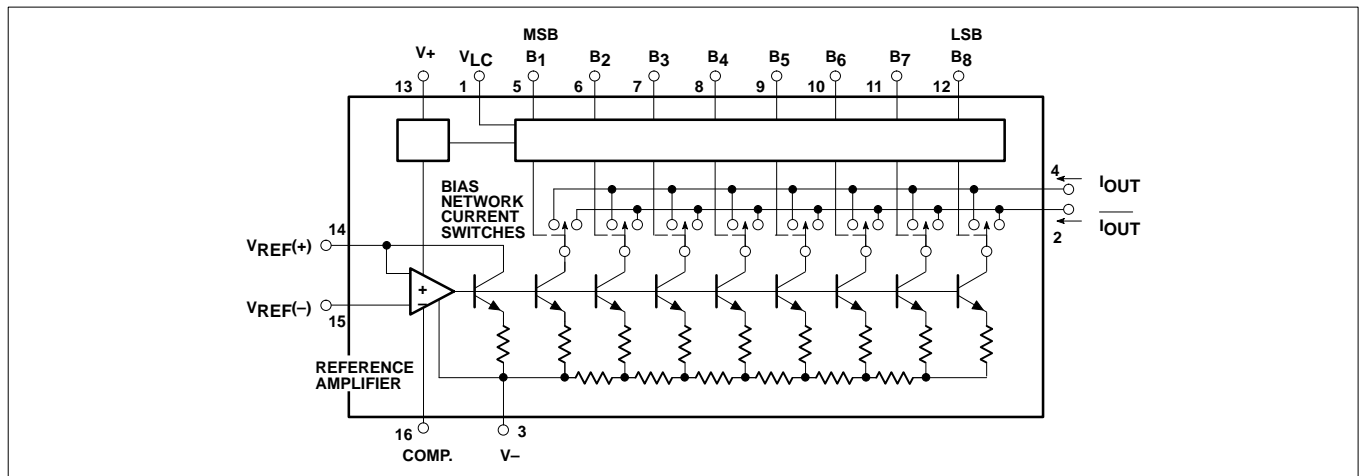 MSB LSB
V+ VLC B1 B2 B3 B4 B5 B6 B7 B8
13 1 5 6 7 8 9 10 11 12
4 IOUT
BIAS
NETWORK
CURRENT
SWITCHES
2 IOUT
14
VREF(+)
+
−
VREF(–)
15
REFERENCE
AMPLIFIER
16 3
COMP. V–